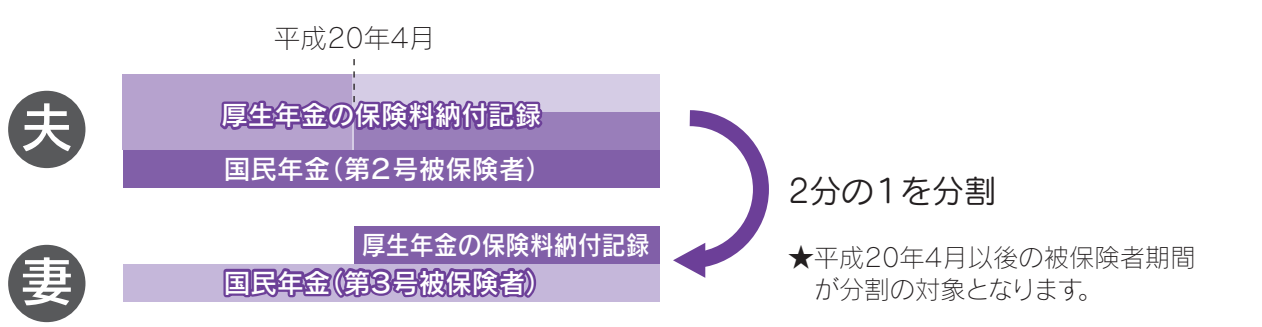 平成20年4月
夫
厚生年金の保険料納付記録
国民年金（第2号被保険者）
2分の1を分割
妻
厚生年金の保険料納付記録
国民年金（第3号被保険者）
★平成20年4月以後の被保険者期間
が分割の対象となります。